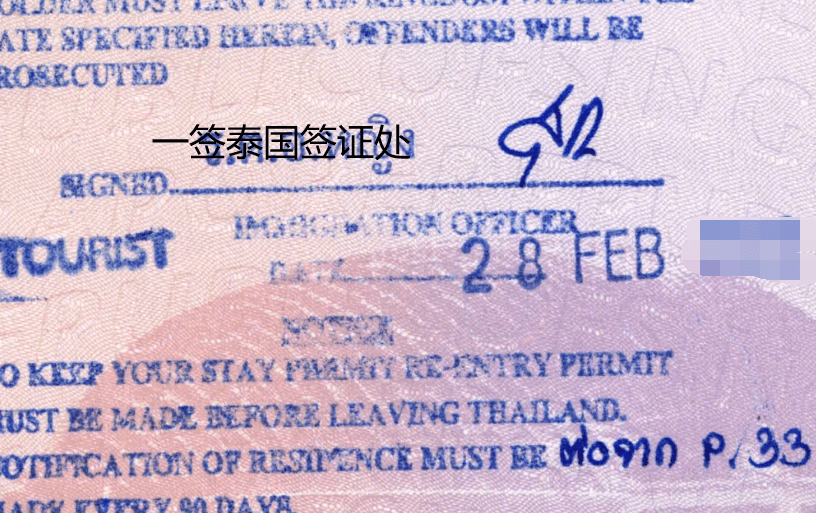 OLDER MUST LEAVE THE KINGDOM WITHIN THE
ATE SPECIFIED HEREIN, OFFENDERS WILL BE
ROSECUTED
一签泰国签证处
SIGNED
IMMIGRATION OFFICER
TOURIST
DATE 28 FEB
NOTICE
O KEEP YOUR STAY PERMIT RE-ENTRY PERMIT
UST BE MADE BEFORE LEAVING THAILAND.
OTIFICATION OF RESIDENCE MUST BE ต่อจาก P.33
MADE EVERY 90 DAYS.